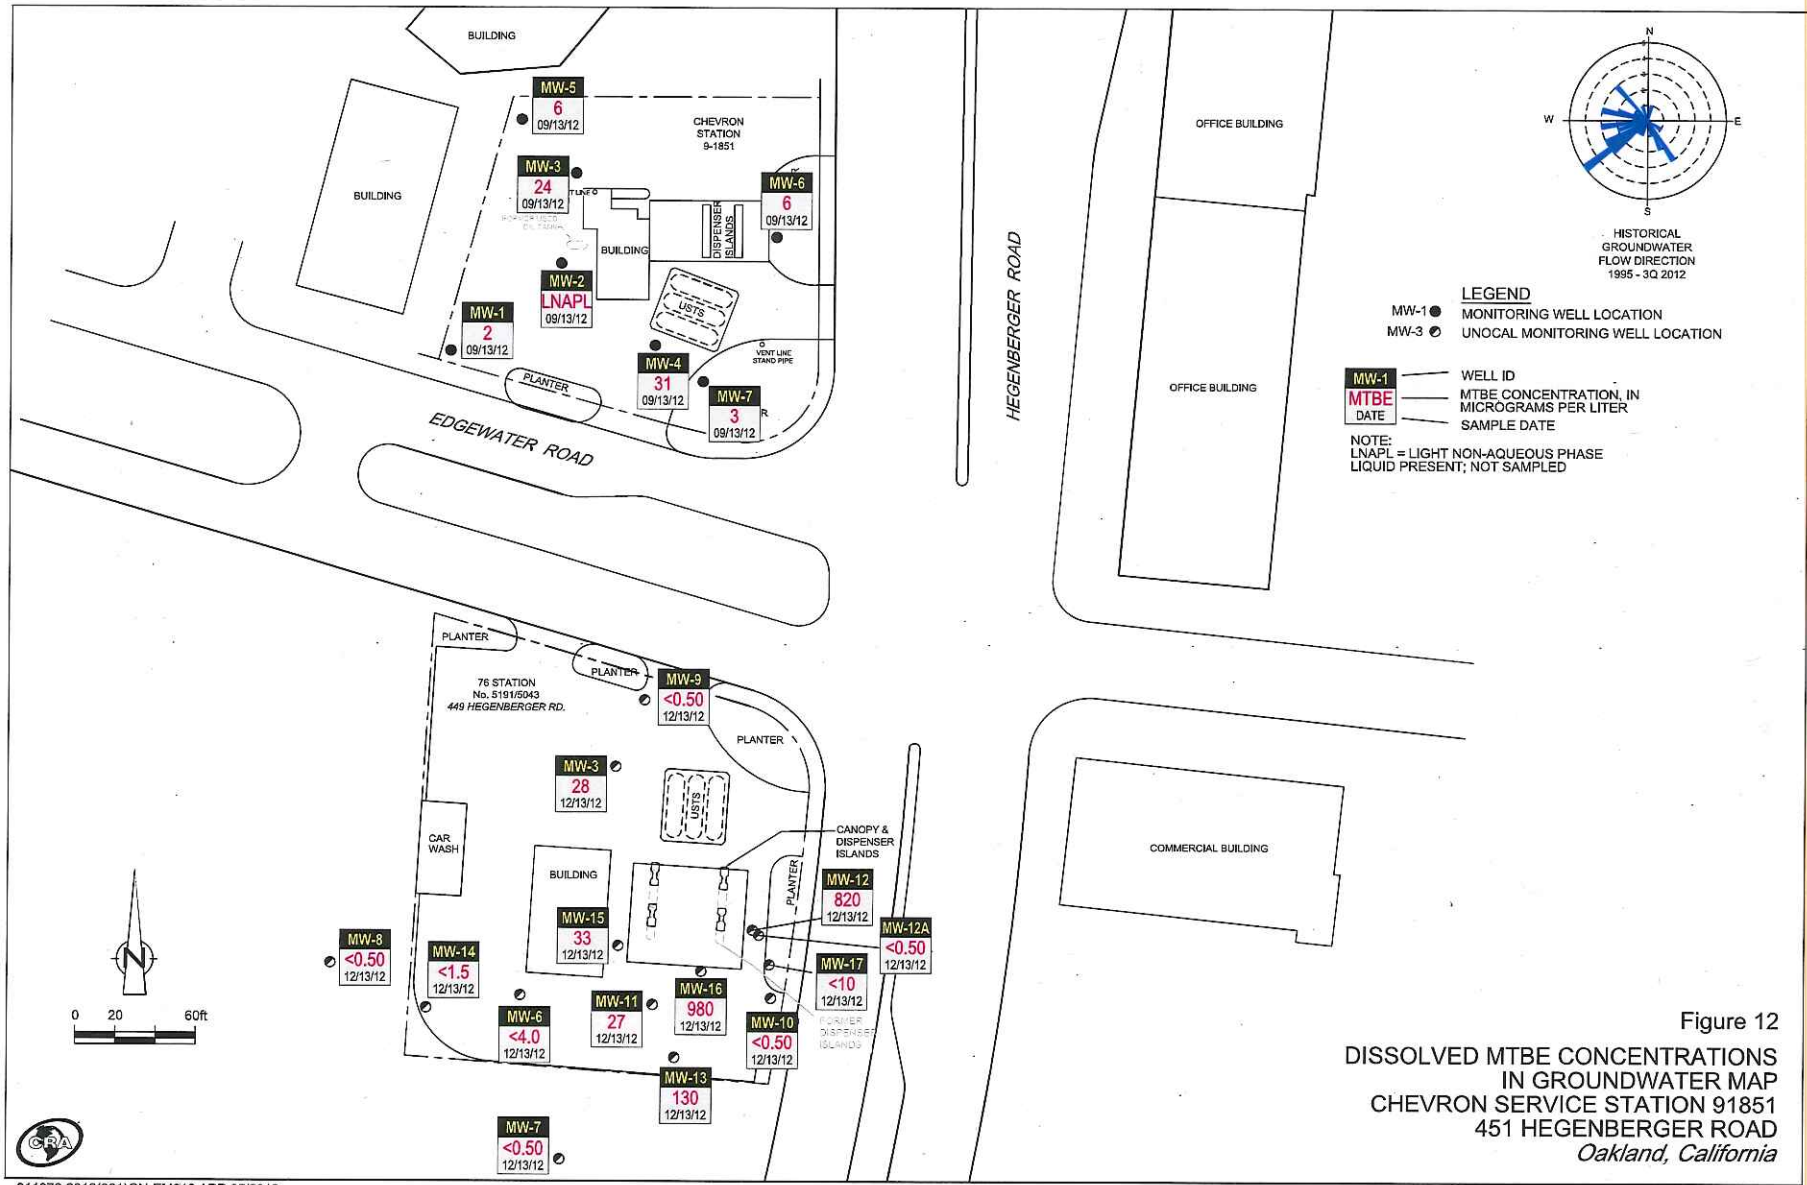 BUILDING
MW-5
6
09/13/12
CHEVRON
STATION
9-1851
BUILDING
MW-3
24
09/13/12
MW-6
6
09/13/12
DISPENSER
ISLANDS
BUILDING
MW-2
LNAPL
09/13/12
USTS
MW-1
2
09/13/12
VENT LINE
STAND PIPE
MW-4
31
09/13/12
MW-7
3
09/13/12
R
PLANTER
EDGEWATER ROAD
HEGENBERGER ROAD
OFFICE BUILDING
OFFICE BUILDING
N
W
E
S
HISTORICAL
GROUNDWATER
FLOW DIRECTION
1995 - 3Q 2012
LEGEND
MW-1 MONITORING WELL LOCATION
MW-3 UNOCAL MONITORING WELL LOCATION
MW-1 WELL ID
MTBE MTBE CONCENTRATION, IN
MICROGRAMS PER LITER
DATE SAMPLE DATE
NOTE:
LNAPL = LIGHT NON-AQUEOUS PHASE
LIQUID PRESENT; NOT SAMPLED
PLANTER
PLANTER
76 STATION
No. 5191/5043
449 HEGENBERGER RD.
MW-9
<0.50
12/13/12
PLANTER
MW-3
28
12/13/12
USTS
CAR
WASH
BUILDING
CANOPY &
DISPENSER
ISLANDS
PLANTER
MW-12
820
12/13/12
MW-12A
<0.50
12/13/12
MW-15
33
12/13/12
MW-8
<0.50
12/13/12
MW-14
<1.5
12/13/12
MW-17
<10
12/13/12
MW-16
980
12/13/12
MW-11
27
12/13/12
MW-6
<4.0
12/13/12
MW-10
<0.50
12/13/12
FORMER
DISPENSER
ISLANDS
MW-13
130
12/13/12
MW-7
<0.50
12/13/12
COMMERCIAL BUILDING
N
0 20 60ft
CRA
Figure 12
DISSOLVED MTBE CONCENTRATIONS
IN GROUNDWATER MAP
CHEVRON SERVICE STATION 91851
451 HEGENBERGER ROAD
Oakland, California